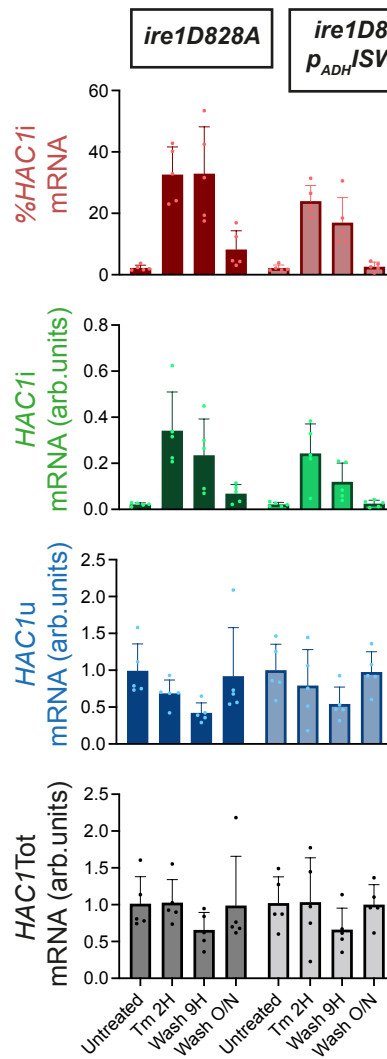 ire1D828A
ire1D8
pADHISW
%HAC1i
mRNA
60
40
20
0
HAC1i
mRNA (arb.units)
0.8
0.6
0.4
0.2
0.0
HAC1u
mRNA (arb.units)
2.5
2.0
1.5
1.0
0.5
0.0
HAC1Tot
mRNA (arb.units)
2.5
2.0
1.5
1.0
0.5
0.0
Untreated
Tm 2H
Wash 9H
Wash O/N
Untreated
Tm 2H
Wash 9H
Wash O/N